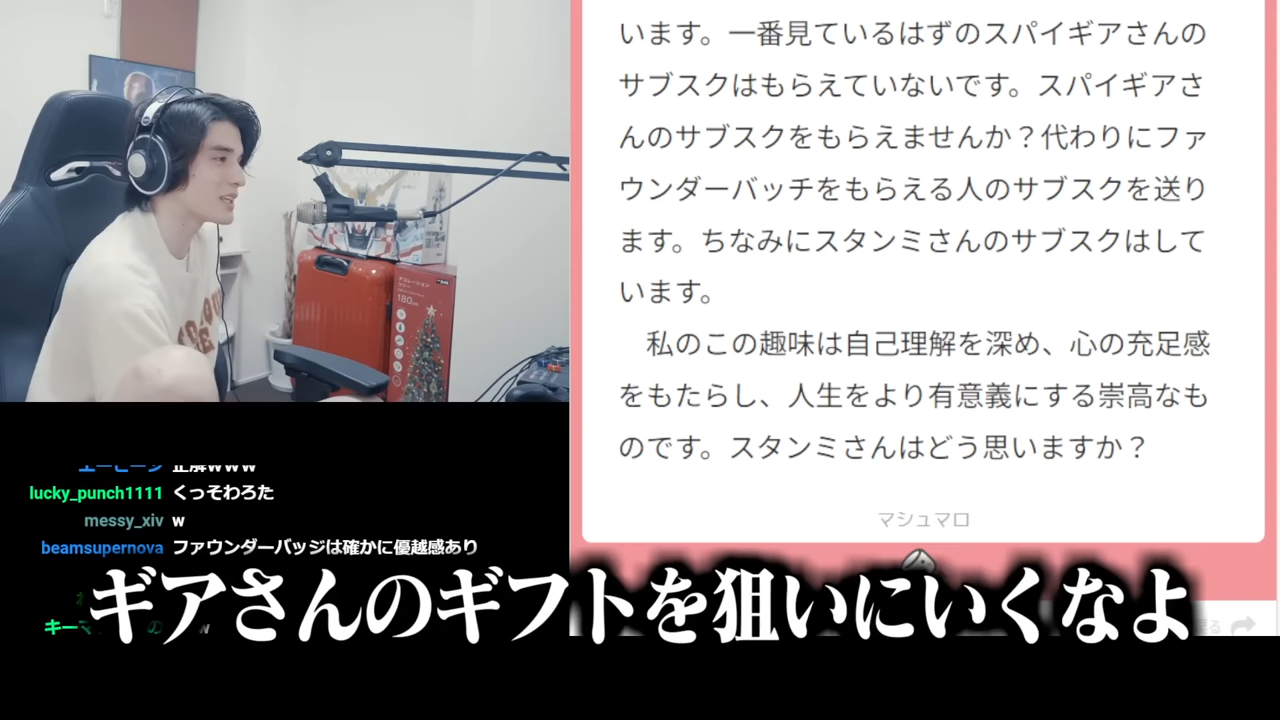 います。一番見ているはずのスパイギアさんの
サブスクはもらえていないです。スパイギアさ
んのサブスクをもらえませんか？代わりにファ
ウンダーバッチをもらえる人のサブスクを送り
ます。ちなみにスタンミさんのサブスクはして
います。
私のこの趣味は自己理解を深め、心の充足感
をもたらし、人生をより有意義にする崇高なも
のです。スタンミさんはどう思いますか？
マシュマロ
180cm
lucky_punch1111 くっそわろた
messy_xiv w
beamsupernova ファウンダーバッジは確かに優越感あり
ギアさんのギフトを狙いにいくなよ